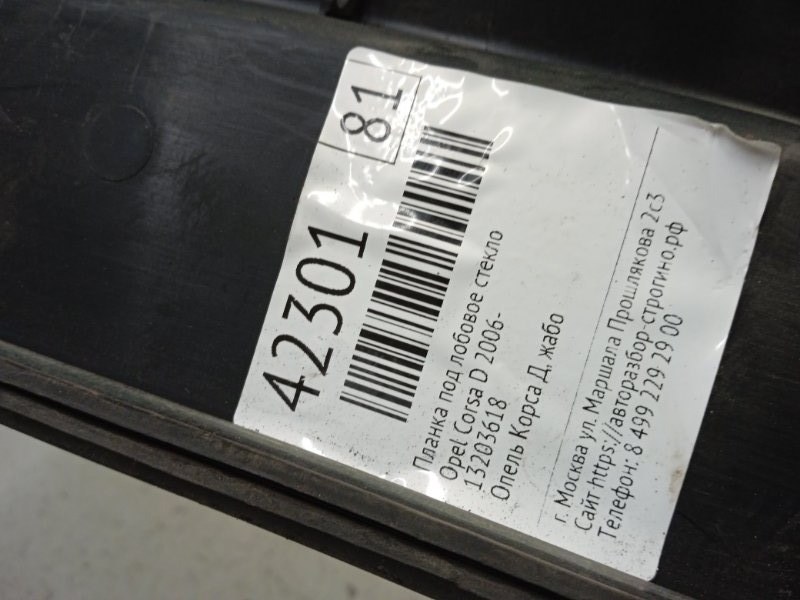 42301
81
Планка под лобовое стекло
Opel Corsa D 2006-
13203618
Опель Корса Д, жабо
г. Москва ул. Маршала Прошлякова 2с3
Сайт https://авторазбор-строгино.рф
Телефон: 8 499 229 29 00